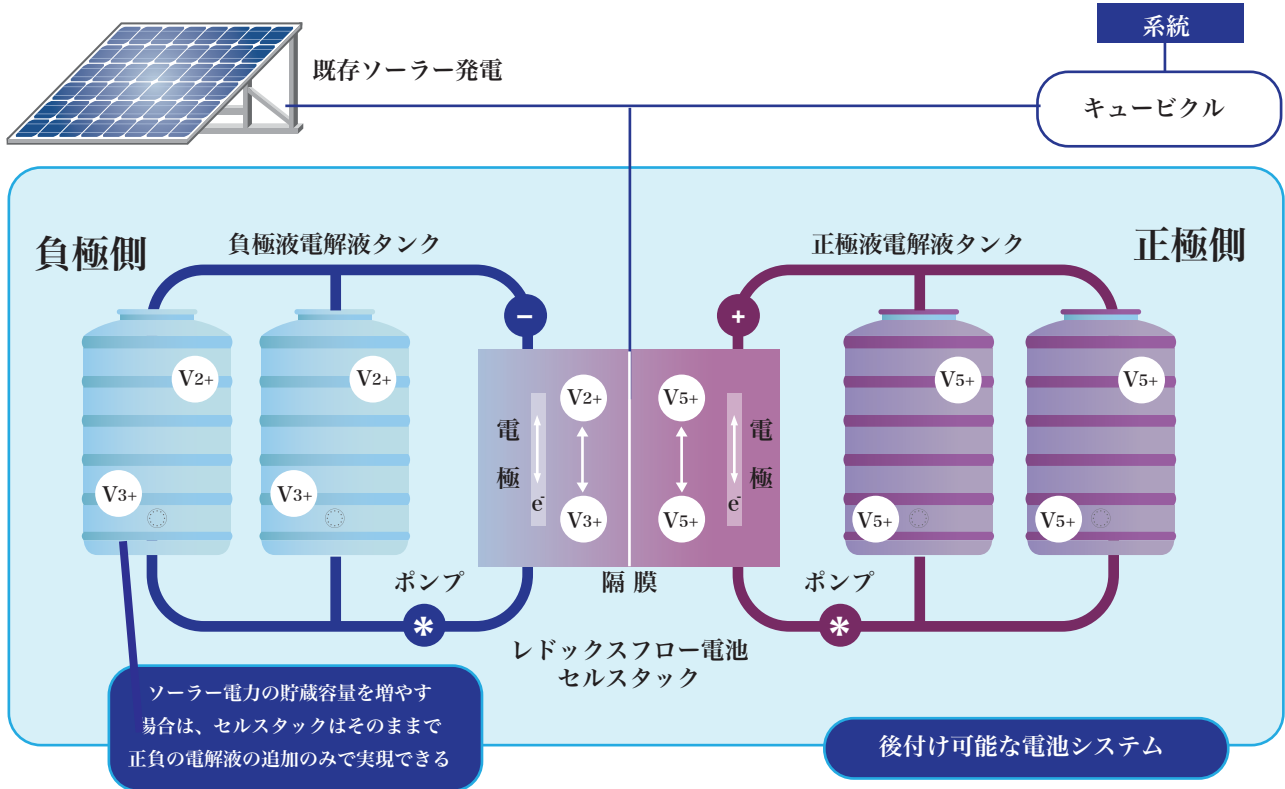 系統
既存ソーラー発電
キュービクル
負極側
負極液電解液タンク
正極液電解液タンク
正極側
−
+
V2+
V2+
V2+
V5+
V5+
V5+
電極
電極
e-
e-
V3+
V3+
V3+
V5+
V5+
V5+
ポンプ
隔膜
ポンプ
*
*
レドックスフロー電池
セルスタック
ソーラー電力の貯蔵容量を増やす
場合は、セルスタックはそのままで
正負の電解液の追加のみで実現できる
後付け可能な電池システム